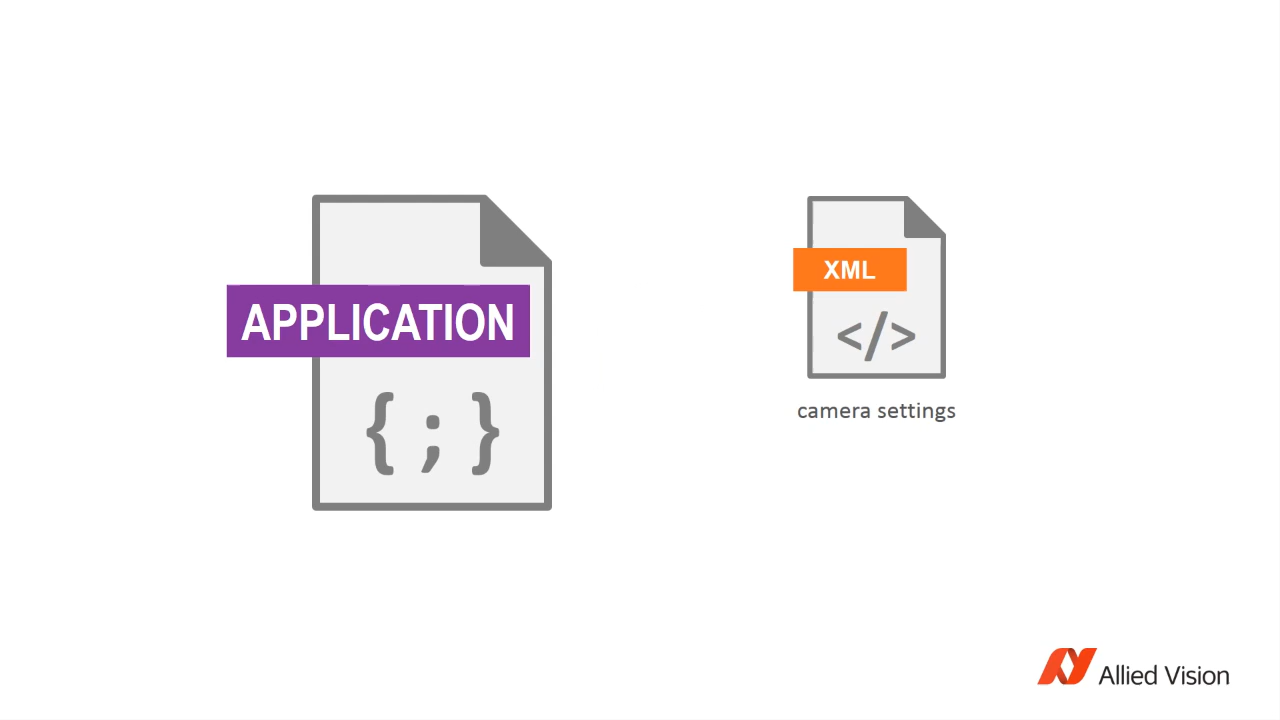 APPLICATION
{ ; }
XML
</>
camera settings
Allied Vision